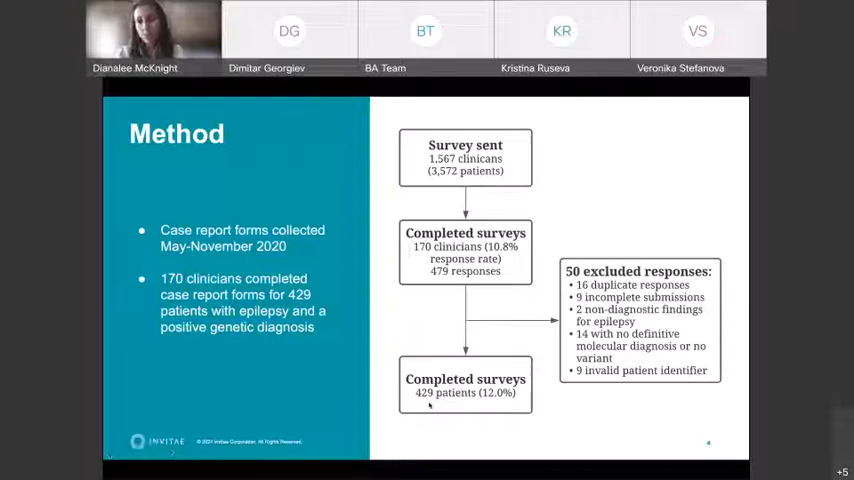 DG
BT
KR
VS
Dianalee McKnight
Dimitar Georgiev
BA Team
Kristina Ruseva
Veronika Stefanova
Method
● Case report forms collected
May-November 2020
● 170 clinicians completed
case report forms for 429
patients with epilepsy and a
positive genetic diagnosis
Survey sent
1,567 clinicans
(3,572 patients)
Completed surveys
170 clinicians (10.8%
response rate)
479 responses
50 excluded responses:
• 16 duplicate responses
• 9 incomplete submissions
• 2 non-diagnostic findings
for epilepsy
• 14 with no definitive
molecular diagnosis or no
variant
• 9 invalid patient identifier
Completed surveys
429 patients (12.0%)
INVITAE
© 2021 Invitae Corporation. All Rights Reserved.
4
+5